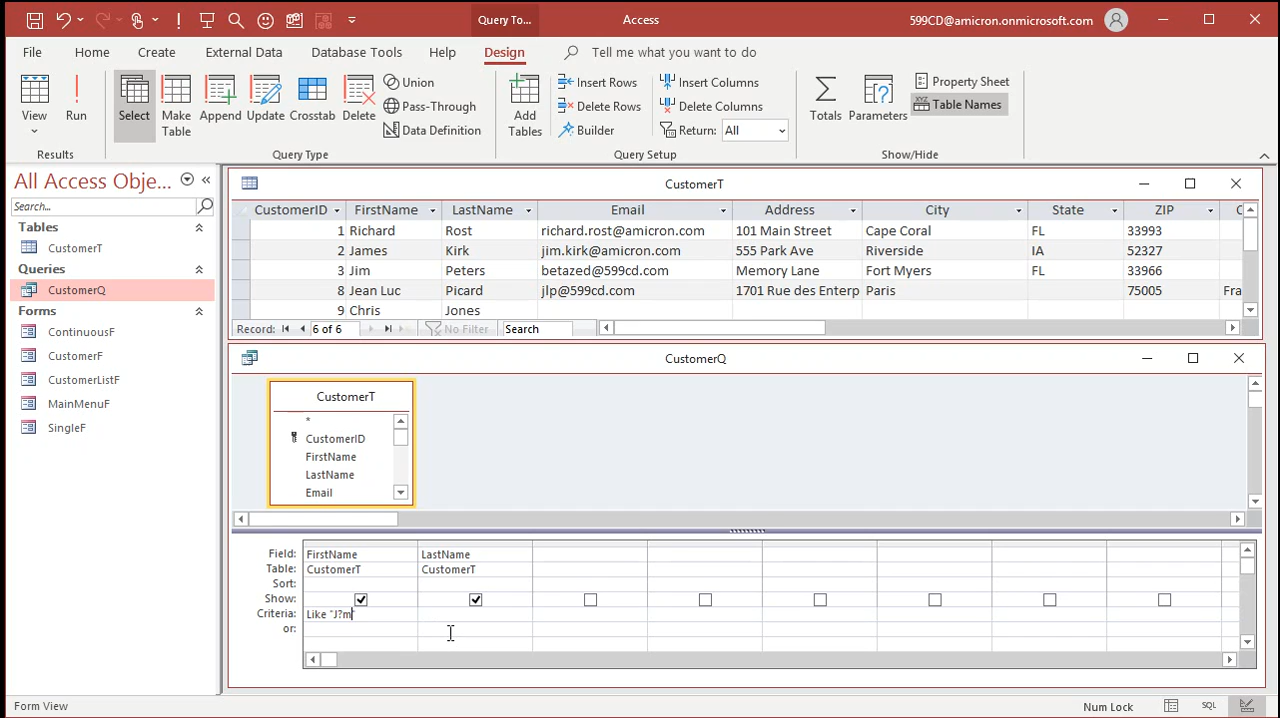 Query To...
Access
599CD@amicron.onmicrosoft.com
File Home Create External Data Database Tools Help Design Tell me what you want to do
View Run Select Make Table Append Update Crosstab Delete
Union
Pass-Through
Data Definition
Add Tables
Insert Rows
Delete Rows
Builder
Insert Columns
Delete Columns
Return: All
Totals Parameters
Property Sheet
Table Names
Results Query Type Query Setup Show/Hide
All Access Obje...
Search...
Tables
CustomerT
Queries
CustomerQ
Forms
ContinuousF
CustomerF
CustomerListF
MainMenuF
SingleF
CustomerT
CustomerID FirstName LastName Email Address City State ZIP C
1 Richard Rost richard.rost@amicron.com 101 Main Street Cape Coral FL 33993
2 James Kirk jim.kirk@amicron.com 555 Park Ave Riverside IA 52327
3 Jim Peters betazed@599cd.com Memory Lane Fort Myers FL 33966
8 Jean Luc Picard jlp@599cd.com 1701 Rue des Enterp Paris 75005 Fra
9 Chris Jones
Record: 6 of 6 No Filter Search
CustomerQ
CustomerT
*
CustomerID
FirstName
LastName
Email
Field: FirstName LastName
Table: CustomerT CustomerT
Sort:
Show:
Criteria: Like "J?m"
or:
Form View
Num Lock SQL